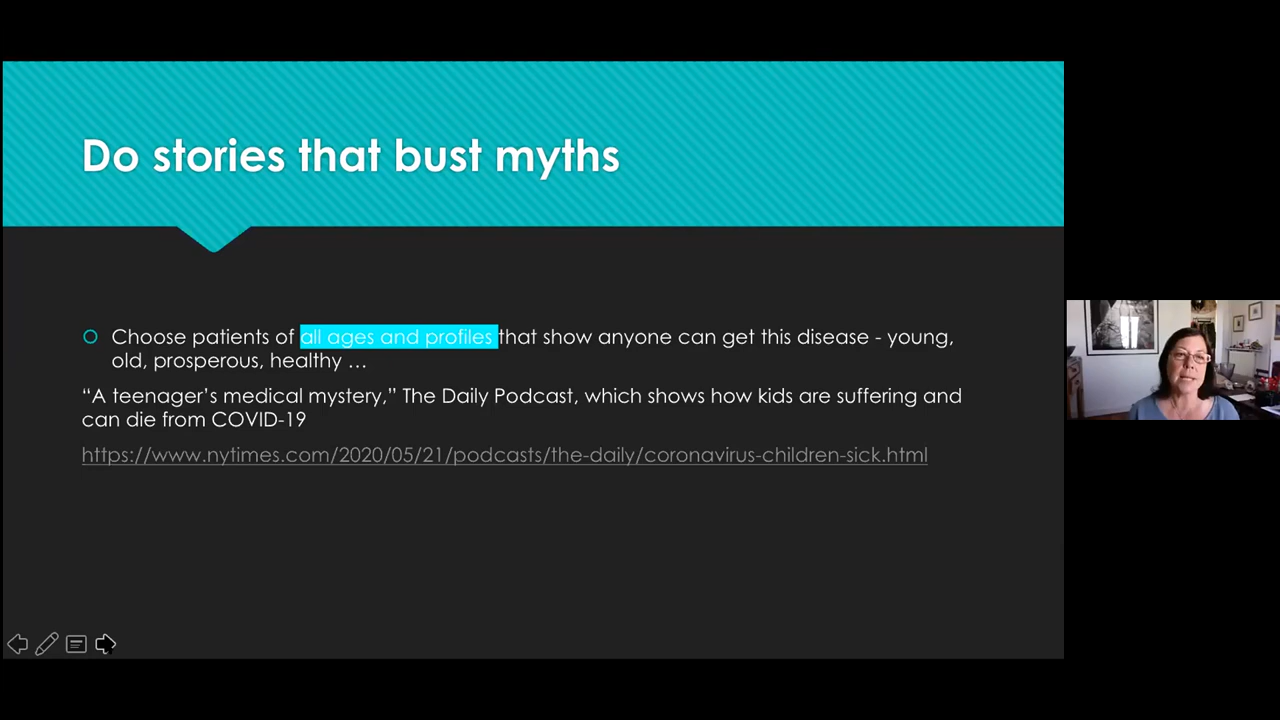 Do stories that bust myths
Choose patients of all ages and profiles that show anyone can get this disease - young,
old, prosperous, healthy …
“A teenager’s medical mystery,” The Daily Podcast, which shows how kids are suffering and
can die from COVID-19
https://www.nytimes.com/2020/05/21/podcasts/the-daily/coronavirus-children-sick.html